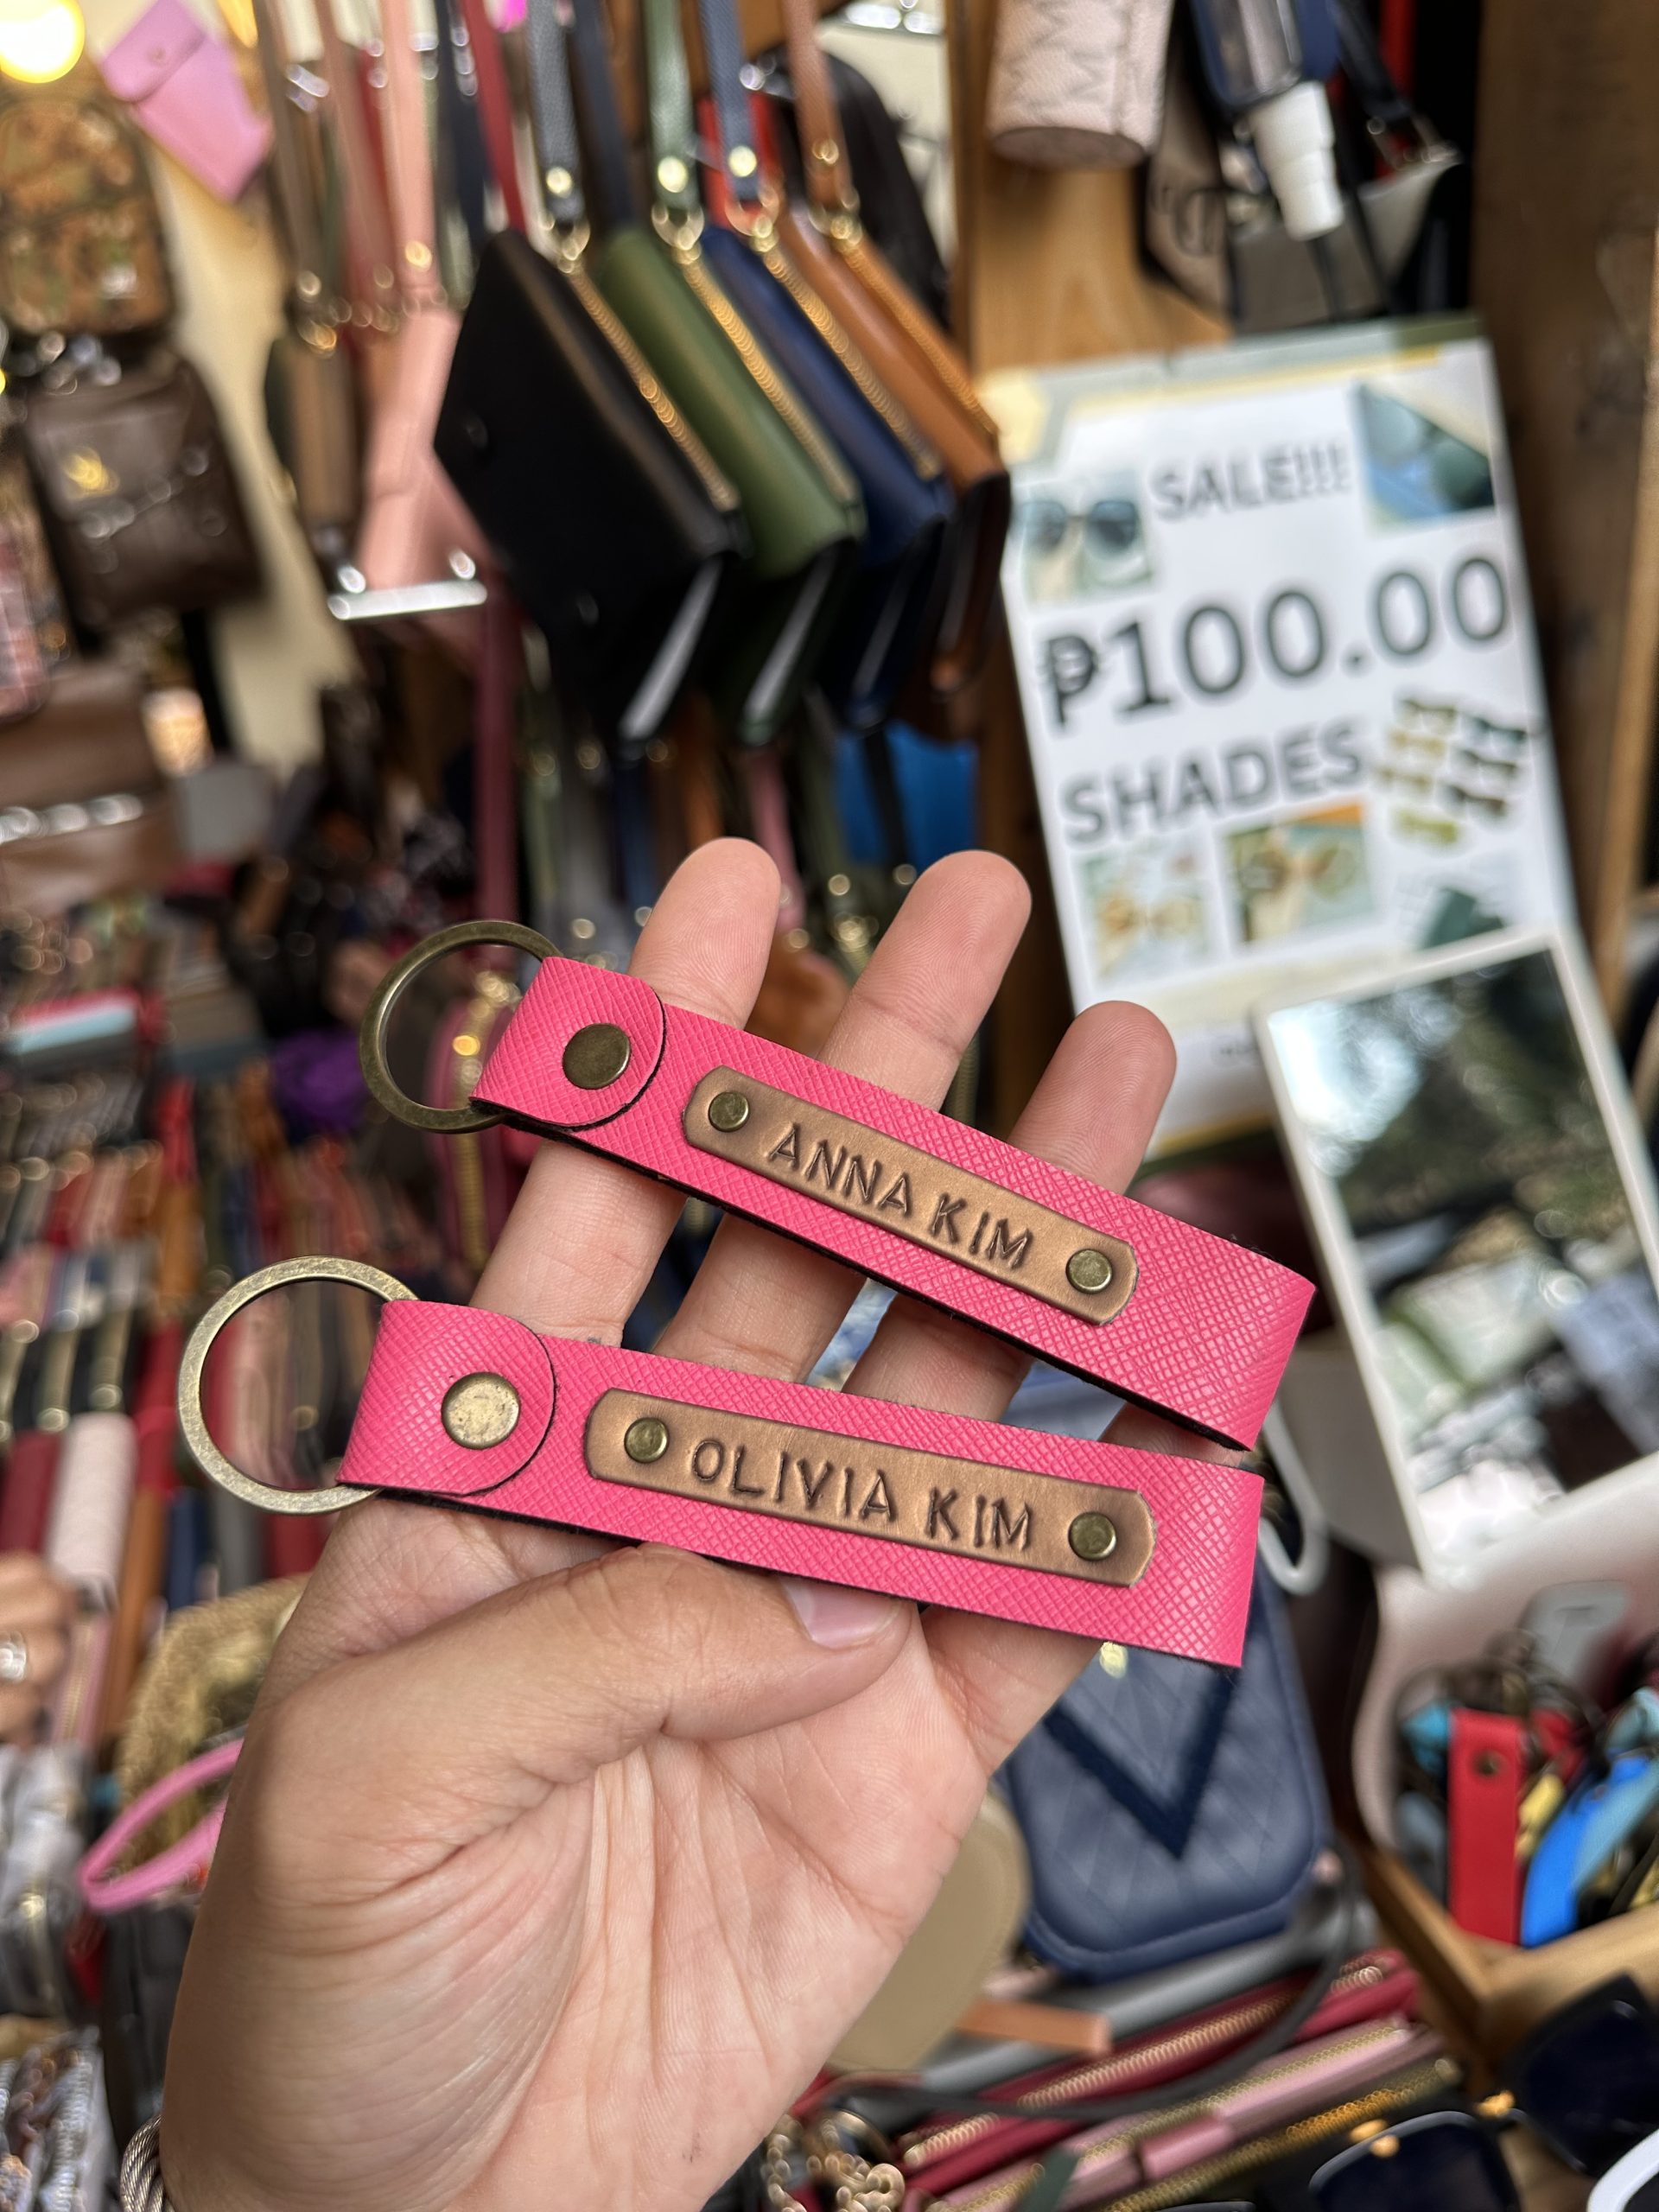 SALE!!!
₱100.00
SHADES
ANNA KIM
OLIVIA KIM